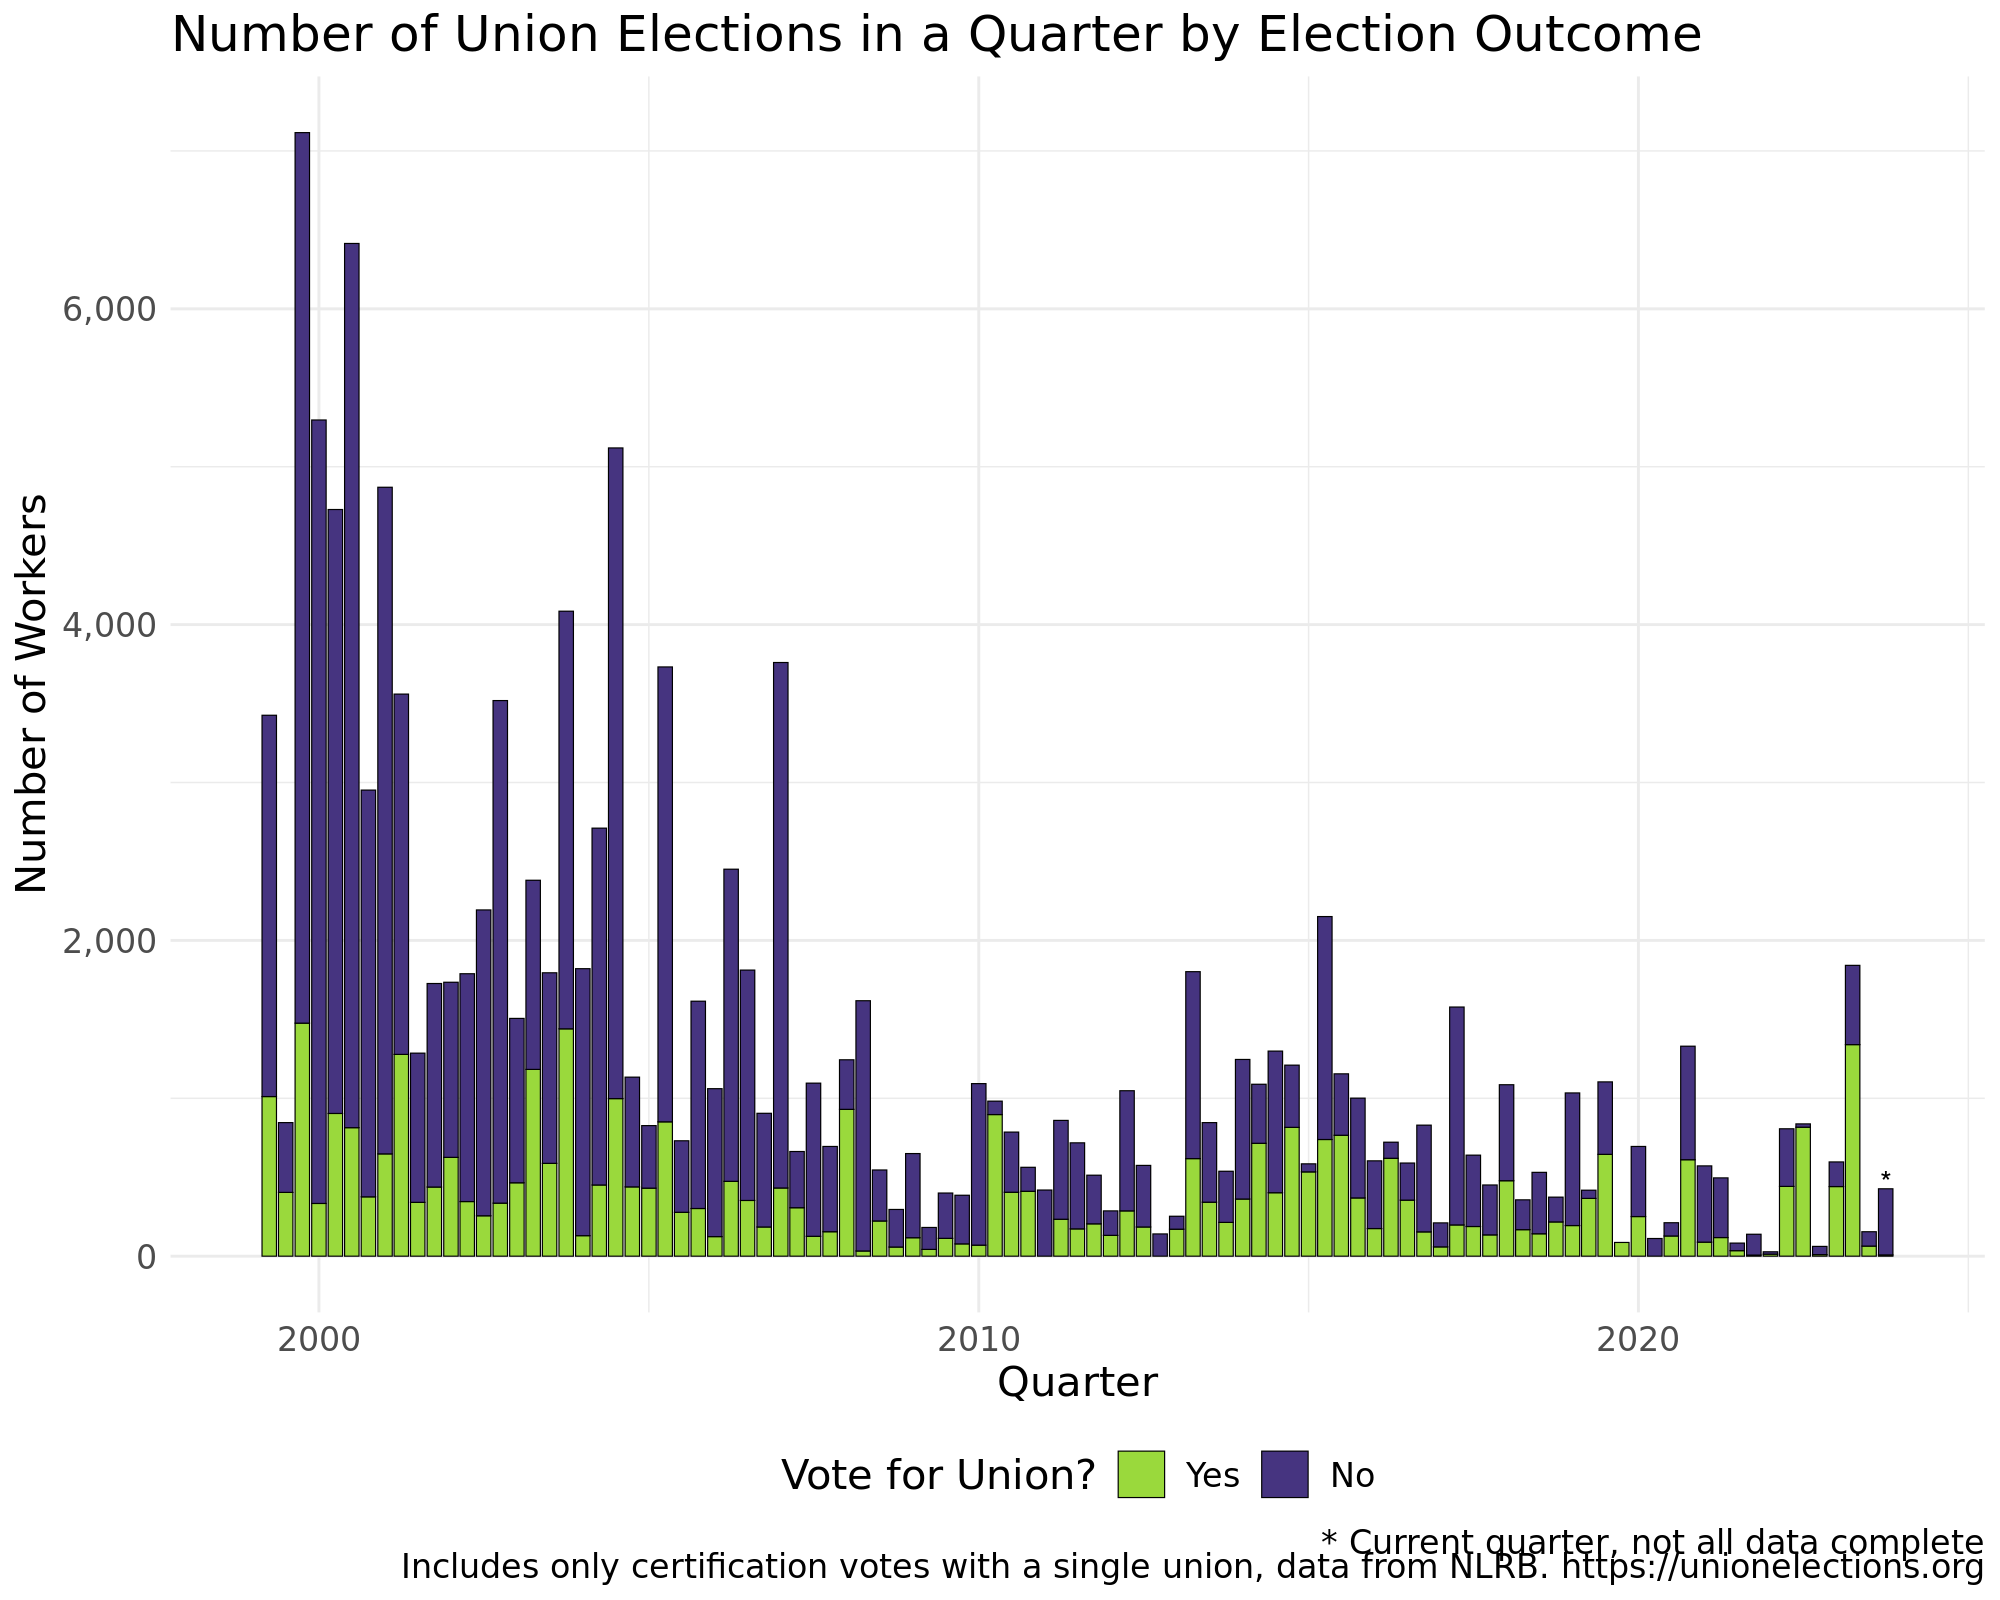 Number of Union Elections in a Quarter by Election Outcome
Number of Workers
6,000
4,000
2,000
0
2000 2010 2020
Quarter
*
Vote for Union? Yes No
* Current quarter, not all data complete
Includes only certification votes with a single union, data from NLRB. https://unionelections.org